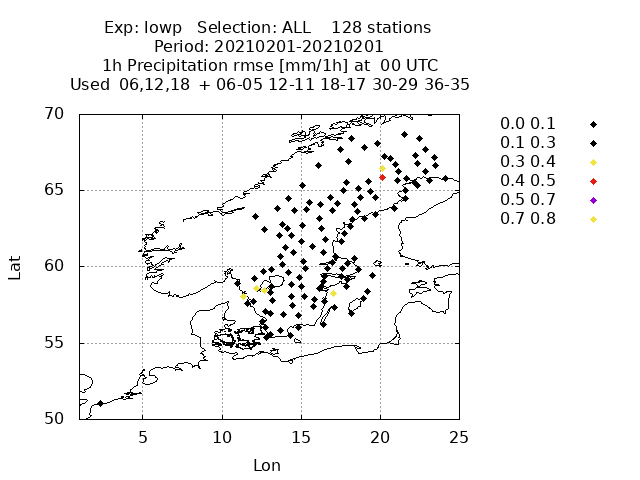 Exp: lowp   Selection: ALL    128 stations
Period: 20210201-20210201
1h Precipitation rmse [mm/1h] at  00 UTC
Used  06,12,18  + 06-05 12-11 18-17 30-29 36-35
70
65
60
55
50
Lat
5
10
15
20
25
Lon
0.0 0.1
0.1 0.3
0.3 0.4
0.4 0.5
0.5 0.7
0.7 0.8